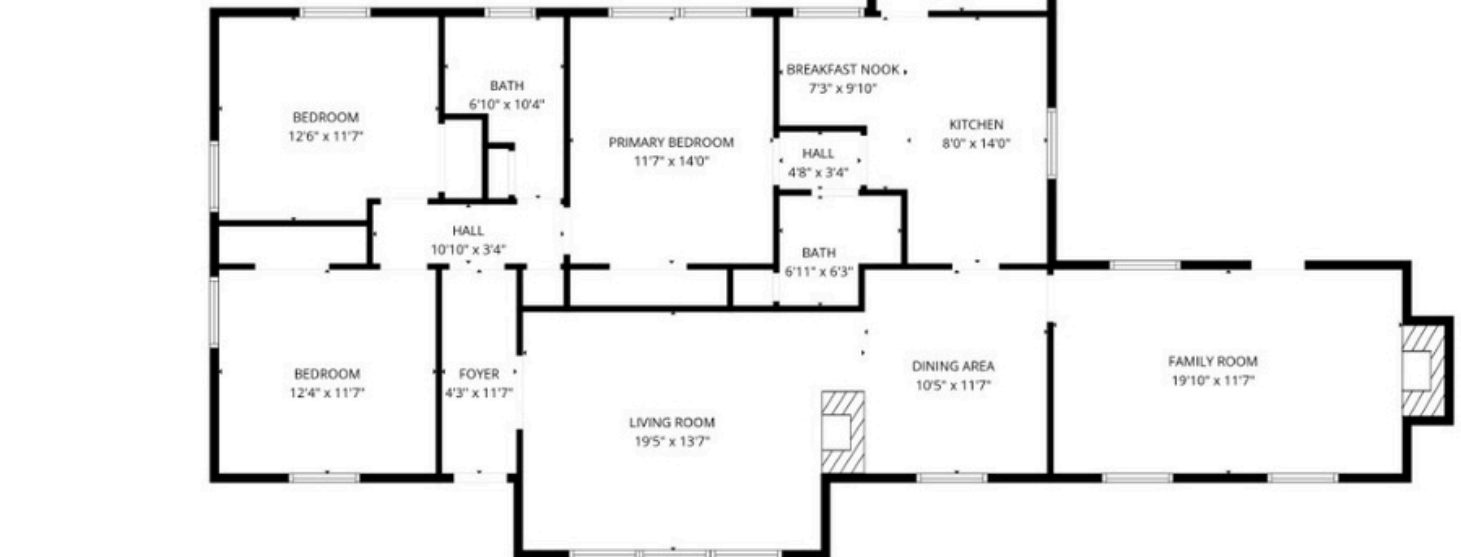 BEDROOM
12'6" x 11'7"
BATH
6'10" x 10'4"
PRIMARY BEDROOM
11'7" x 14'0"
BREAKFAST NOOK
7'3" x 9'10"
KITCHEN
8'0" x 14'0"
HALL
4'8" x 3'4"
HALL
10'10" x 3'4"
BATH
6'11" x 6'3"
BEDROOM
12'4" x 11'7"
FOYER
4'3" x 11'7"
LIVING ROOM
19'5" x 13'7"
DINING AREA
10'5" x 11'7"
FAMILY ROOM
19'10" x 11'7"